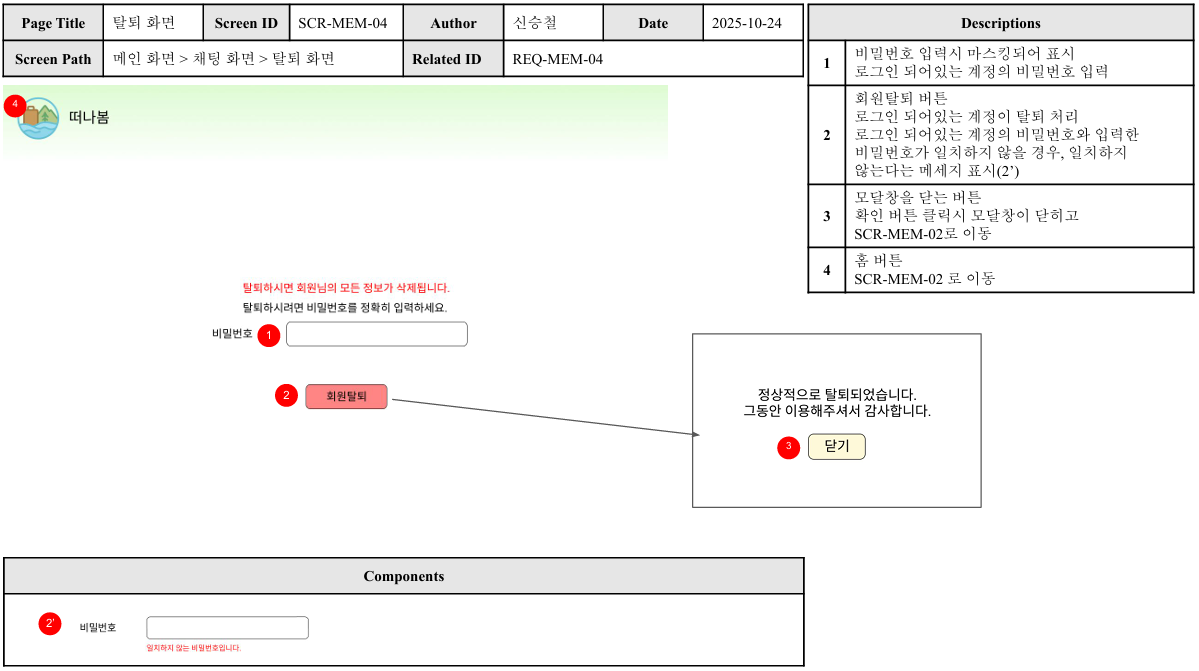 Page Title 탈퇴 화면 Screen ID SCR-MEM-04 Author 신승철 Date 2025-10-24
Screen Path 메인 화면 > 채팅 화면 > 탈퇴 화면 Related ID REQ-MEM-04
Descriptions
1 비밀번호 입력시 마스킹되어 표시
로그인 되어있는 계정의 비밀번호 입력
2 회원탈퇴 버튼
로그인 되어있는 계정이 탈퇴 처리
로그인 되어있는 계정의 비밀번호와 입력한
비밀번호가 일치하지 않을 경우, 일치하지
않는다는 메세지 표시(2’)
3 모달창을 닫는 버튼
확인 버튼 클릭시 모달창이 닫히고
SCR-MEM-02로 이동
4 홈 버튼
SCR-MEM-02 로 이동
4 떠나봄
탈퇴하시면 회원님의 모든 정보가 삭제됩니다.
탈퇴하시려면 비밀번호를 정확히 입력하세요.
비밀번호 1
2 회원탈퇴
정상적으로 탈퇴되었습니다.
그동안 이용해주셔서 감사합니다.
3 닫기
Components
2' 비밀번호
일치하지 않는 비밀번호입니다.